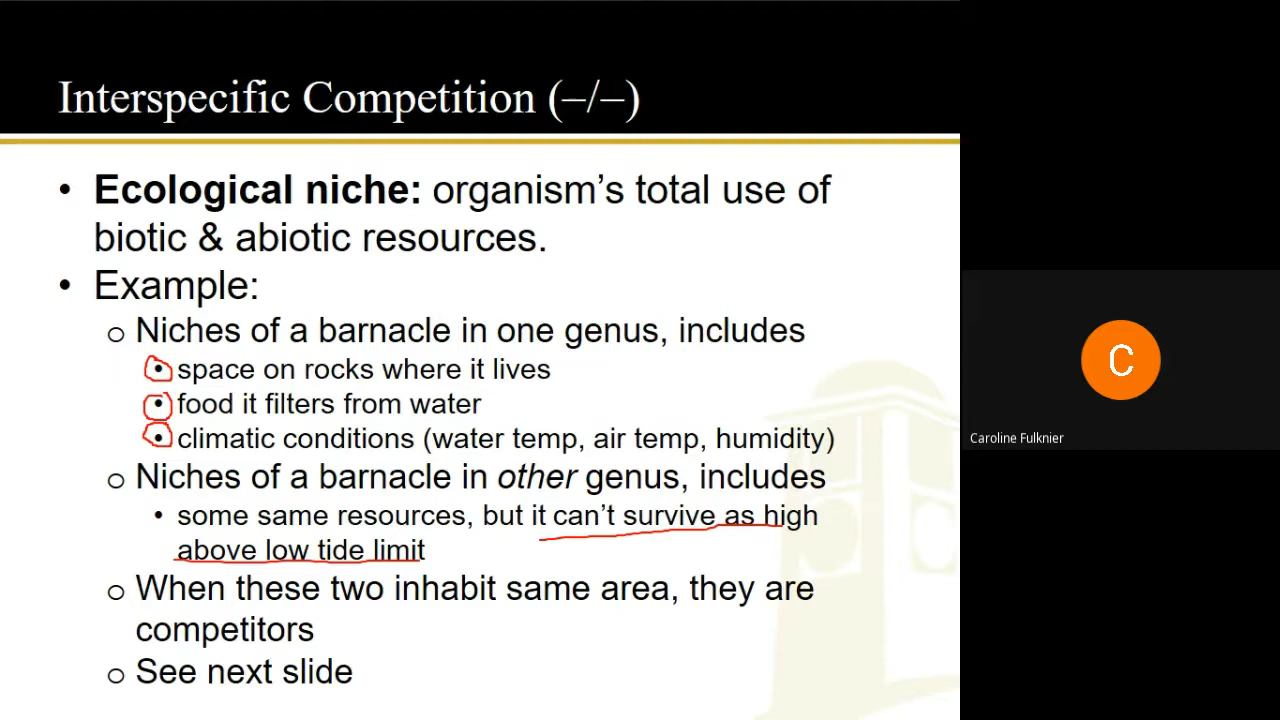 Interspecific Competition (–/–)
• Ecological niche: organism's total use of
biotic & abiotic resources.
• Example:
o Niches of a barnacle in one genus, includes
• space on rocks where it lives
• food it filters from water
• climatic conditions (water temp, air temp, humidity)
o Niches of a barnacle in other genus, includes
• some same resources, but it can't survive as high
above low tide limit
o When these two inhabit same area, they are
competitors
o See next slide
C
Caroline Fulknier